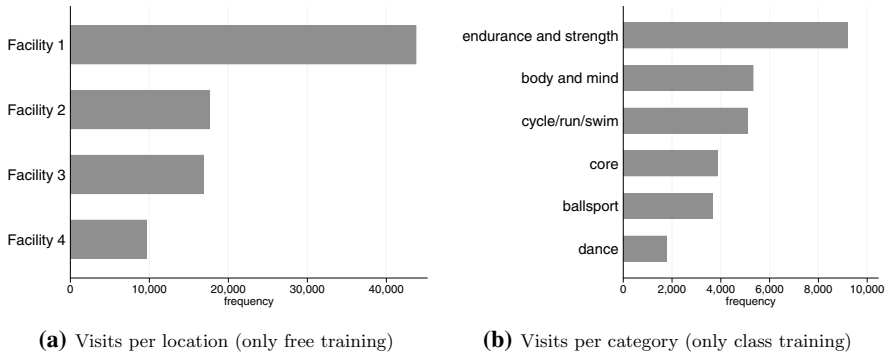 Facility 1
Facility 2
Facility 3
Facility 4
0 10,000 20,000 30,000 40,000
frequency
(a) Visits per location (only free training)
endurance and strength
body and mind
cycle/run/swim
core
ballsport
dance
0 2,000 4,000 6,000 8,000 10,000
frequency
(b) Visits per category (only class training)